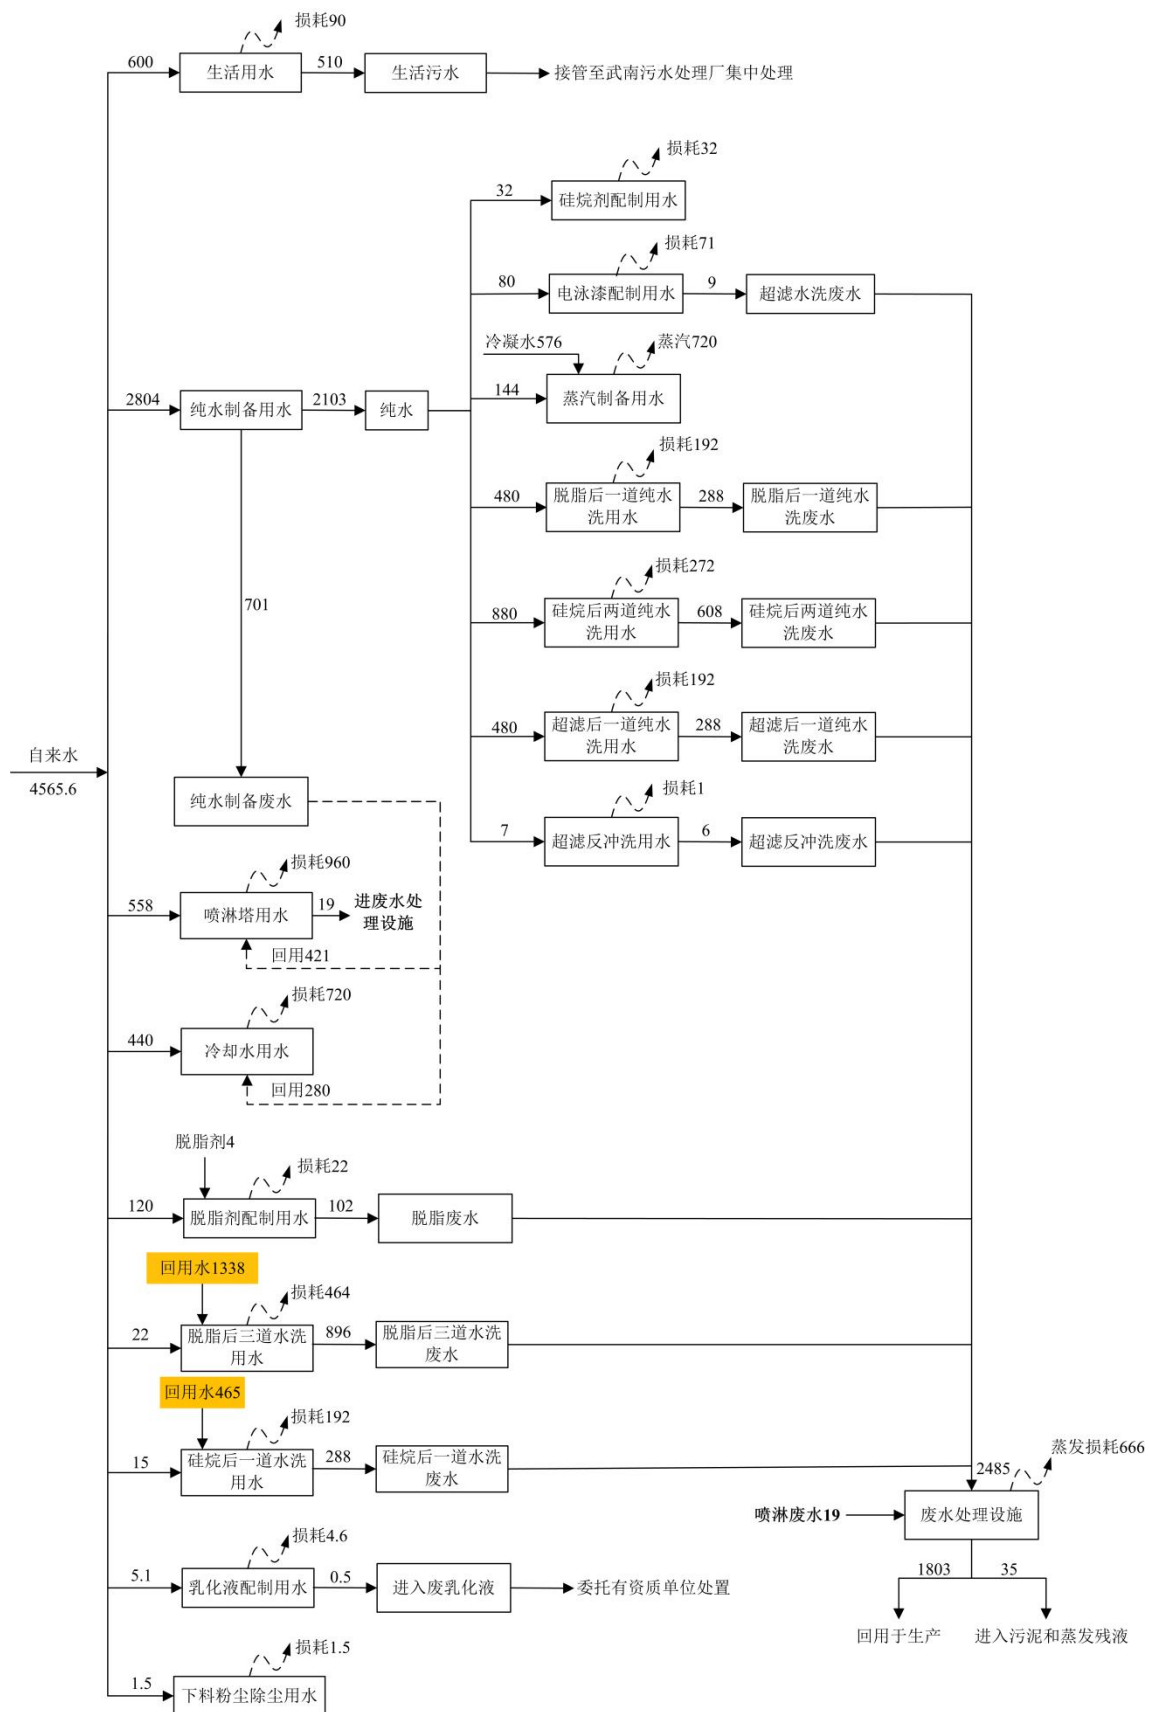 损耗90
600
生活用水
510
生活污水
接管至武南污水处理厂集中处理
损耗32
32
硅烷剂配制用水
损耗71
80
电泳漆配制用水
9
超滤水洗废水
冷凝水576
蒸汽720
144
蒸汽制备用水
2804
纯水制备用水
2103
纯水
损耗192
480
脱脂后一道纯水
洗用水
288
脱脂后一道纯水
洗废水
损耗272
701
880
硅烷后两道纯水
洗用水
608
硅烷后两道纯水
洗废水
损耗192
480
超滤后一道纯水
洗用水
288
超滤后一道纯水
洗废水
自来水
4565.6
纯水制备废水
损耗1
7
超滤反冲洗用水
6
超滤反冲洗废水
损耗960
558
喷淋塔用水
19
进废水处
理设施
回用421
损耗720
440
冷却水用水
回用280
脱脂剂4
损耗22
120
脱脂剂配制用水
102
脱脂废水
回用水1338
损耗464
22
脱脂后三道水洗
用水
896
脱脂后三道水洗
废水
回用水465
损耗192
15
硅烷后一道水洗
用水
288
硅烷后一道水洗
废水
蒸发损耗666
2485
喷淋废水19
废水处理设施
损耗4.6
5.1
乳化液配制用水
0.5
进入废乳化液
委托有资质单位处置
1803
35
回用于生产
进入污泥和蒸发残液
损耗1.5
1.5
下料粉尘除尘用水